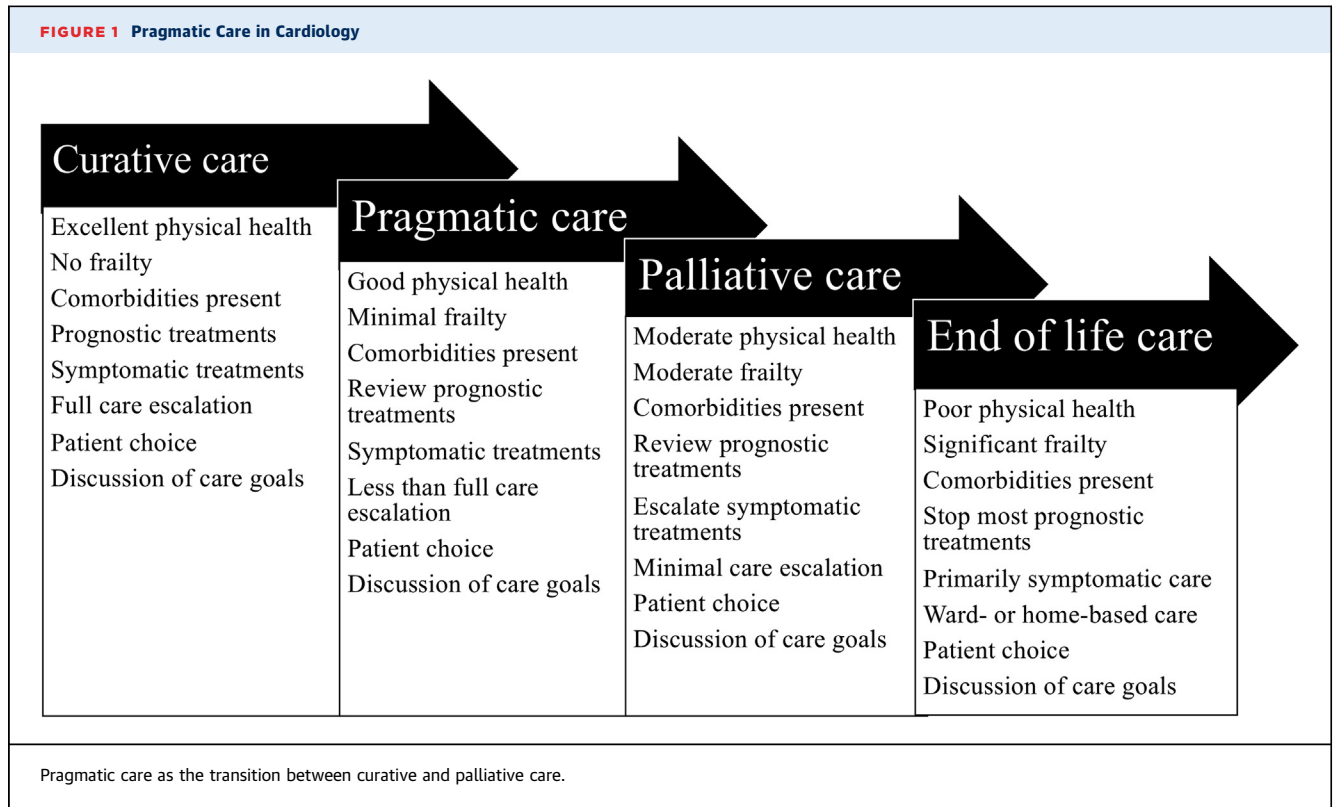 FIGURE 1 Pragmatic Care in Cardiology
Curative care
Excellent physical health
No frailty
Comorbidities present
Prognostic treatments
Symptomatic treatments
Full care escalation
Patient choice
Discussion of care goals
Pragmatic care
Good physical health
Minimal frailty
Comorbidities present
Review prognostic
treatments
Symptomatic treatments
Less than full care
escalation
Patient choice
Discussion of care goals
Palliative care
Moderate physical health
Moderate frailty
Comorbidities present
Review prognostic
treatments
Escalate symptomatic
treatments
Minimal care escalation
Patient choice
Discussion of care goals
End of life care
Poor physical health
Significant frailty
Comorbidities present
Stop most prognostic
treatments
Primarily symptomatic care
Ward- or home-based care
Patient choice
Discussion of care goals
Pragmatic care as the transition between curative and palliative care.